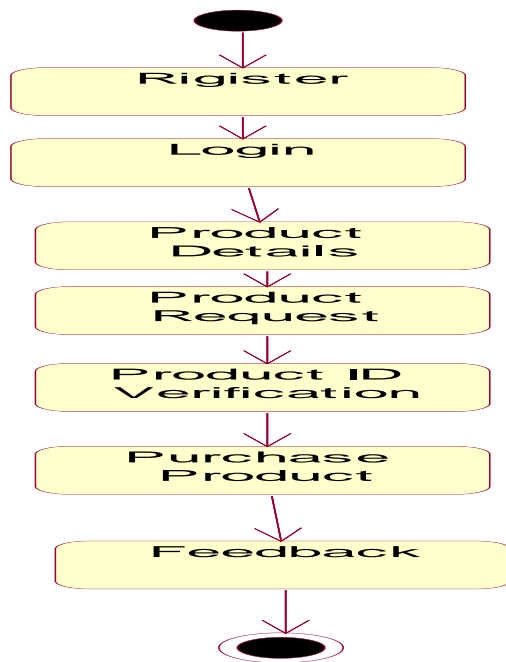 Rigister
Login
Product
Details
Product
Request
Product ID
Verification
Purchase
Product
Feedback